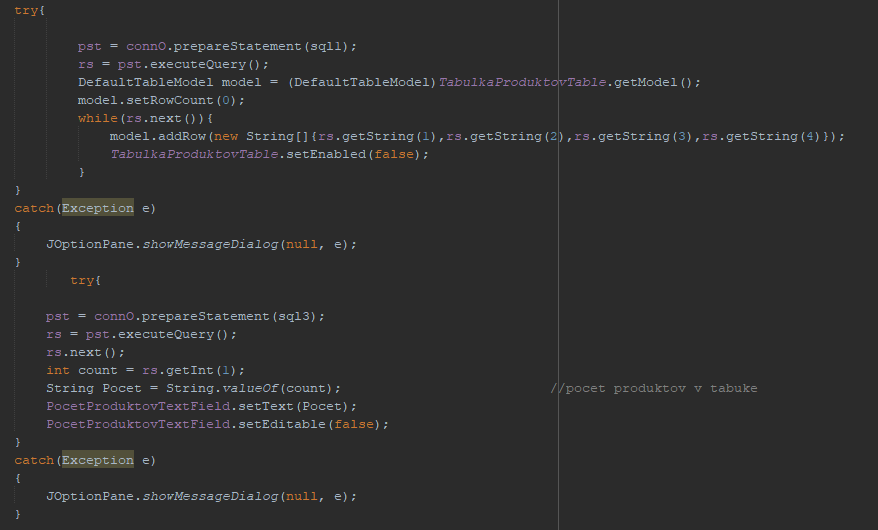 try{
pst = connO.prepareStatement(sql1);
rs = pst.executeQuery();
DefaultTableModel model = (DefaultTableModel)TabulkaProduktovTable.getModel();
model.setRowCount(0);
while(rs.next()){
model.addRow(new String[]{rs.getString(1),rs.getString(2),rs.getString(3),rs.getString(4)});
TabulkaProduktovTable.setEnabled(false);
}
}
catch(Exception e)
{
JOptionPane.showMessageDialog(null, e);
}
try{
pst = connO.prepareStatement(sql3);
rs = pst.executeQuery();
rs.next();
int count = rs.getInt(1);
String Pocet = String.valueOf(count); //pocet produktov v tabuke
PocetProduktovTextField.setText(Pocet);
PocetProduktovTextField.setEditable(false);
}
catch(Exception e)
{
JOptionPane.showMessageDialog(null, e);
}